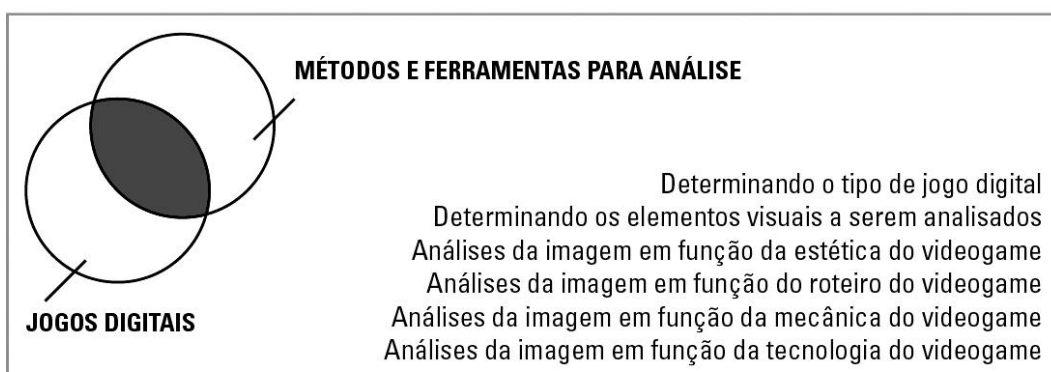 MÉTODOS E FERRAMENTAS PARA ANÁLISE
Determinando o tipo de jogo digital
Determinando os elementos visuais a serem analisados
Análises da imagem em função da estética do videogame
Análises da imagem em função do roteiro do videogame
Análises da imagem em função da mecânica do videogame
Análises da imagem em função da tecnologia do videogame
JOGOS DIGITAIS